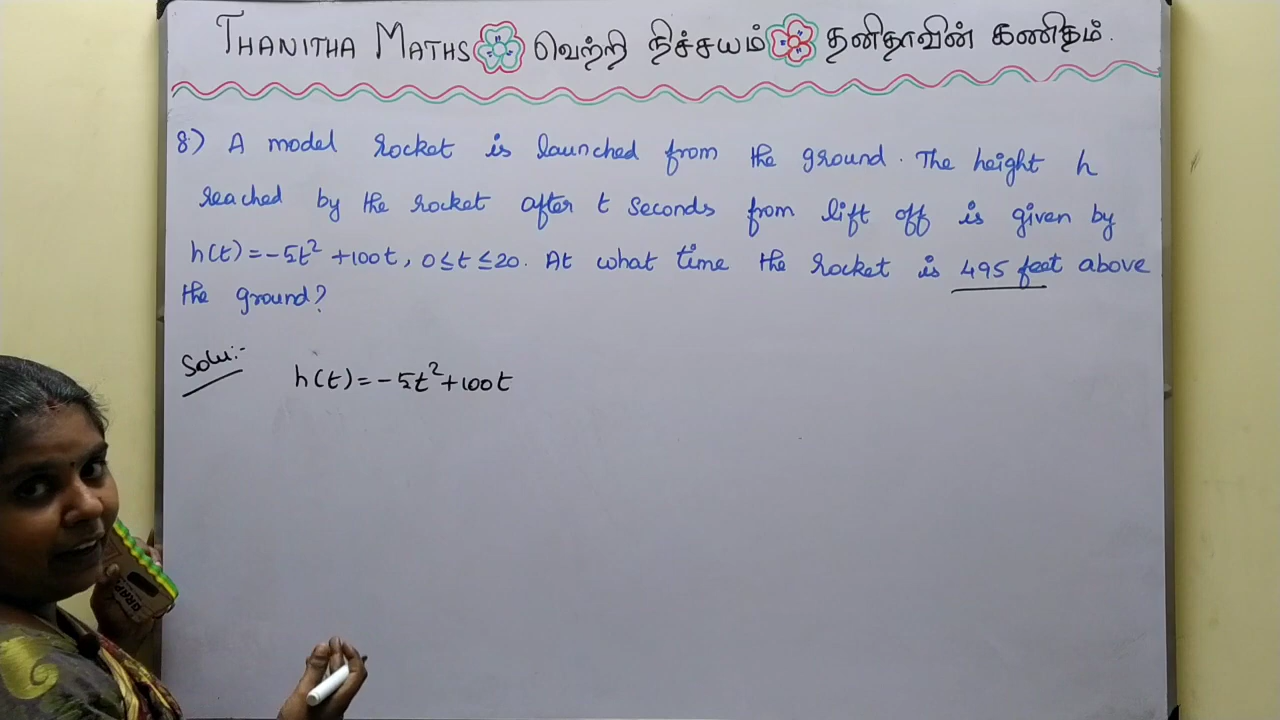 THANITHA MATHS வெற்றி நிச்சயம் தனிதாவின் கணிதம்.
8) A model rocket is launched from the ground. The height h
reached by the rocket after t seconds from lift off is given by
h(t)=-5t²+100t, 0≤t≤20. At what time the rocket is 495 feet above
the ground?
Solu:-
h(t)=-5t²+100t